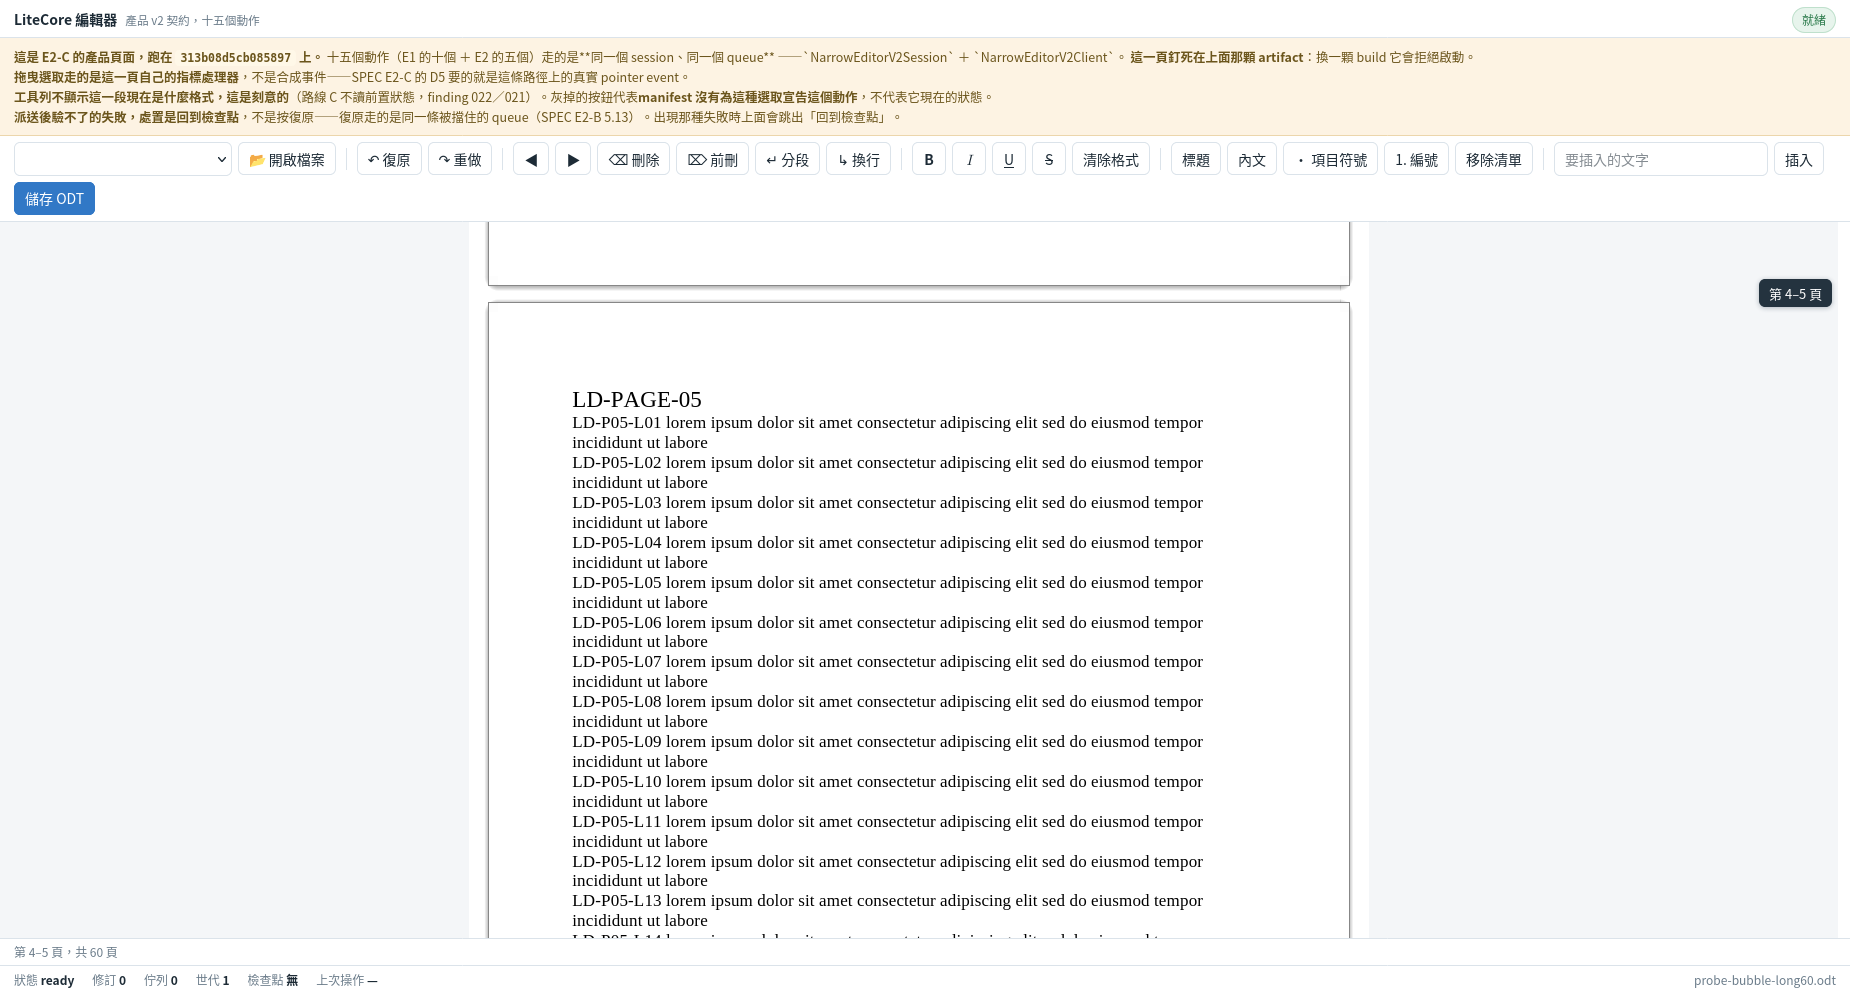 LiteCore 編輯器 產品 v2 契約，十五個動作 就緒
這是 E2-C 的產品頁面，跑在 313b08d5cb085897 上。 十五個動作（E1 的十個 ＋ E2 的五個）走的是**同一個 session、同一個 queue** ——`NarrowEditorV2Session` ＋ `NarrowEditorV2Client`。 這一頁釘死在上面那顆 artifact：換一顆 build 它會拒絕啟動。
拖曳選取走的是這一頁自己的指標處理器，不是合成事件——SPEC E2-C 的 D5 要的就是這條路徑上的真實 pointer event。
工具列不顯示這一段現在是什麼格式，這是刻意的（路線 C 不讀前置狀態，finding 022／021）。灰掉的按鈕代表manifest 沒有為這種選取宣告這個動作，不代表它現在的狀態。
派送後驗不了的失敗，處置是回到檢查點，不是按復原——復原走的是同一條被擋住的 queue（SPEC E2-B 5.13）。出現那種失敗時上面會跳出「回到檢查點」。
📂 開啟檔案 ↶ 復原 ↷ 重做 ◀ ▶ ⌫ 刪除 ⌦ 前刪 ↵ 分段 ↳ 換行 B I U S 清除格式 標題 內文 • 項目符號 1. 編號 移除清單 要插入的文字 插入
儲存 ODT
第 4–5 頁
LD-PAGE-05
LD-P05-L01 lorem ipsum dolor sit amet consectetur adipiscing elit sed do eiusmod tempor
incididunt ut labore
LD-P05-L02 lorem ipsum dolor sit amet consectetur adipiscing elit sed do eiusmod tempor
incididunt ut labore
LD-P05-L03 lorem ipsum dolor sit amet consectetur adipiscing elit sed do eiusmod tempor
incididunt ut labore
LD-P05-L04 lorem ipsum dolor sit amet consectetur adipiscing elit sed do eiusmod tempor
incididunt ut labore
LD-P05-L05 lorem ipsum dolor sit amet consectetur adipiscing elit sed do eiusmod tempor
incididunt ut labore
LD-P05-L06 lorem ipsum dolor sit amet consectetur adipiscing elit sed do eiusmod tempor
incididunt ut labore
LD-P05-L07 lorem ipsum dolor sit amet consectetur adipiscing elit sed do eiusmod tempor
incididunt ut labore
LD-P05-L08 lorem ipsum dolor sit amet consectetur adipiscing elit sed do eiusmod tempor
incididunt ut labore
LD-P05-L09 lorem ipsum dolor sit amet consectetur adipiscing elit sed do eiusmod tempor
incididunt ut labore
LD-P05-L10 lorem ipsum dolor sit amet consectetur adipiscing elit sed do eiusmod tempor
incididunt ut labore
LD-P05-L11 lorem ipsum dolor sit amet consectetur adipiscing elit sed do eiusmod tempor
incididunt ut labore
LD-P05-L12 lorem ipsum dolor sit amet consectetur adipiscing elit sed do eiusmod tempor
incididunt ut labore
LD-P05-L13 lorem ipsum dolor sit amet consectetur adipiscing elit sed do eiusmod tempor
incididunt ut labore
第 4–5 頁，共 60 頁
狀態 ready 修訂 0 佇列 0 世代 1 檢查點 無 上次操作 — probe-bubble-long60.odt